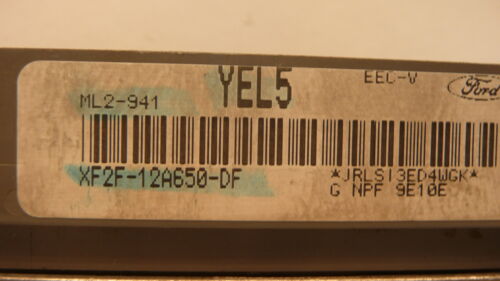 YEL5
EEC-V
Ford
ML2-941
XF2F-12A650-DF
*JRLSI3ED4WGK*
G NPF 9E10E